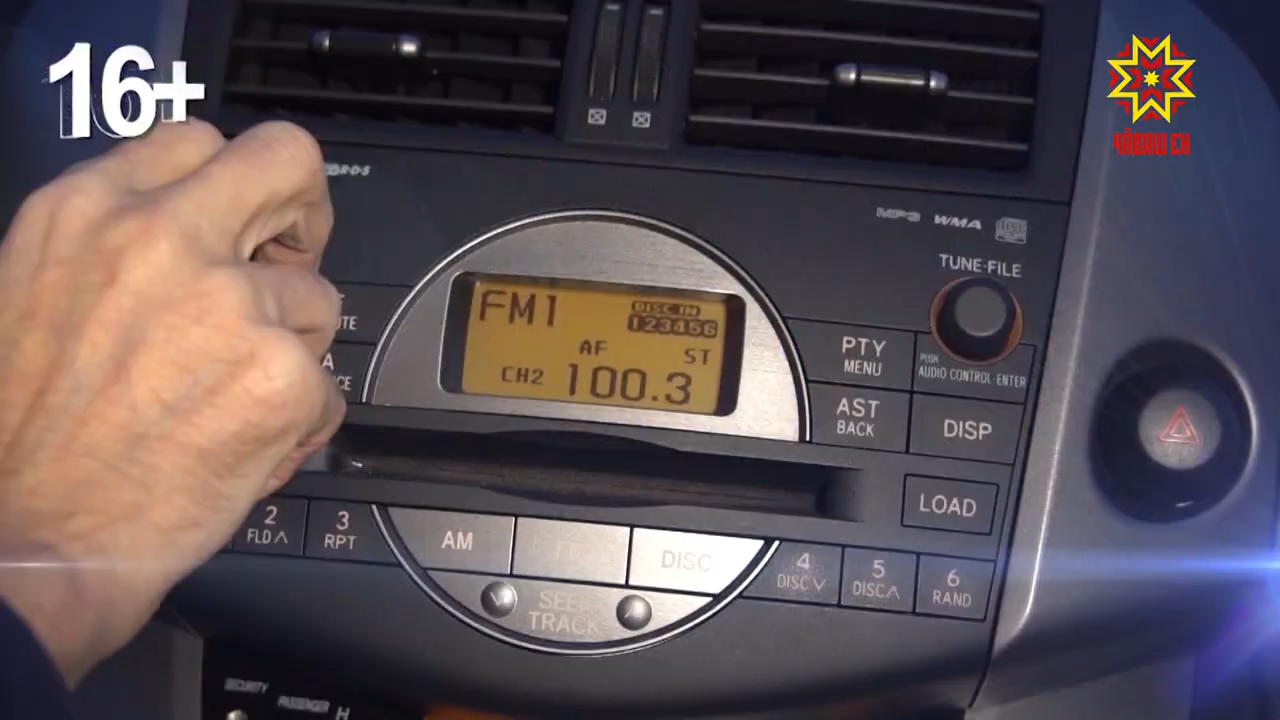 16+
ЧӐВАШ ЕН
MP3 WMA
TUNE·FILE
FM1
DISC IN
123456
AF
ST
CH2 100.3
PTY
MENU
PUSH
AUDIO CONTROL·ENTER
AST
BACK
DISP
LOAD
2
FLD∧
3
RPT
AM
DISC
4
DISC∨
5
DISC∧
6
RAND
SEEK
TRACK
SECURITY
PASSENGER